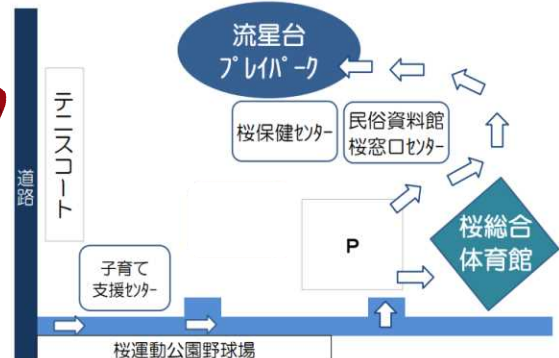 流星台
プレイパーク
テニスコート
道路
桜保健センター
民俗資料館
桜窓口センター
P
桜総合
体育館
子育て
支援センター
桜運動公園野球場